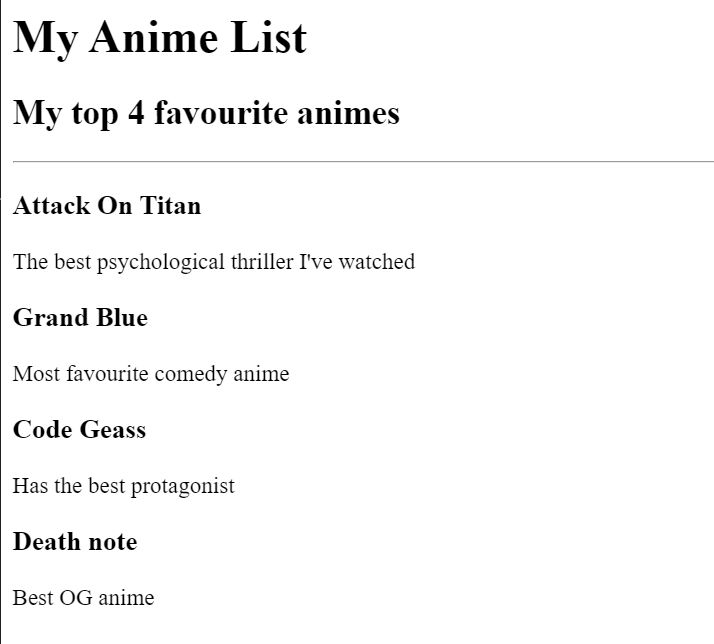 My Anime List
My top 4 favourite animes
Attack On Titan
The best psychological thriller I've watched
Grand Blue
Most favourite comedy anime
Code Geass
Has the best protagonist
Death note
Best OG anime